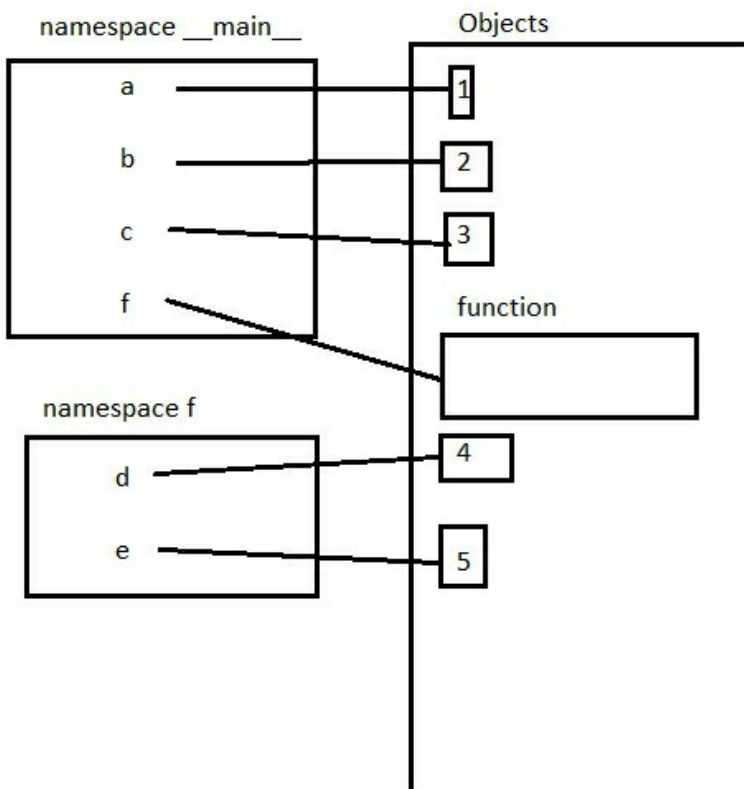 namespace __main__
Objects
a
1
b
2
c
3
f
function
namespace f
d
4
e
5